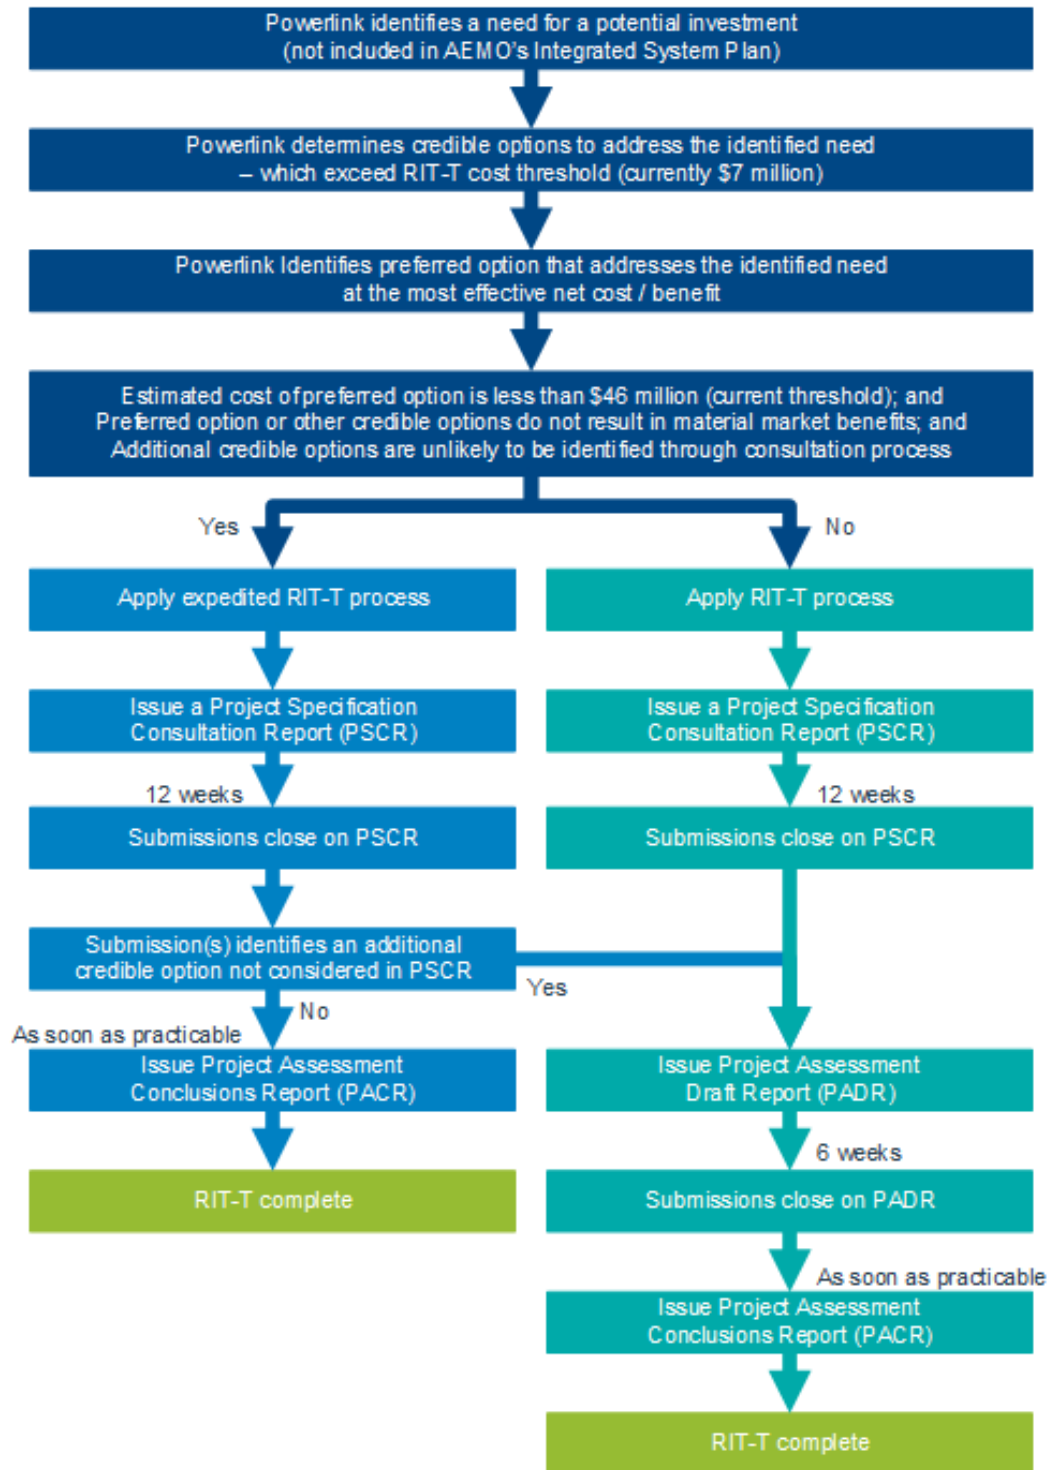 Powerlink identifies a need for a potential investment
(not included in AEMO's Integrated System Plan)
Powerlink determines credible options to address the identified need
– which exceed RIT-T cost threshold (currently $7 million)
Powerlink Identifies preferred option that addresses the identified need
at the most effective net cost / benefit
Estimated cost of preferred option is less than $46 million (current threshold); and
Preferred option or other credible options do not result in material market benefits; and
Additional credible options are unlikely to be identified through consultation process
Yes
No
Apply expedited RIT-T process
Apply RIT-T process
Issue a Project Specification
Consultation Report (PSCR)
Issue a Project Specification
Consultation Report (PSCR)
12 weeks
12 weeks
Submissions close on PSCR
Submissions close on PSCR
Submission(s) identifies an additional
credible option not considered in PSCR
Yes
No
As soon as practicable
Issue Project Assessment
Conclusions Report (PACR)
Issue Project Assessment
Draft Report (PADR)
6 weeks
RIT-T complete
Submissions close on PADR
As soon as practicable
Issue Project Assessment
Conclusions Report (PACR)
RIT-T complete